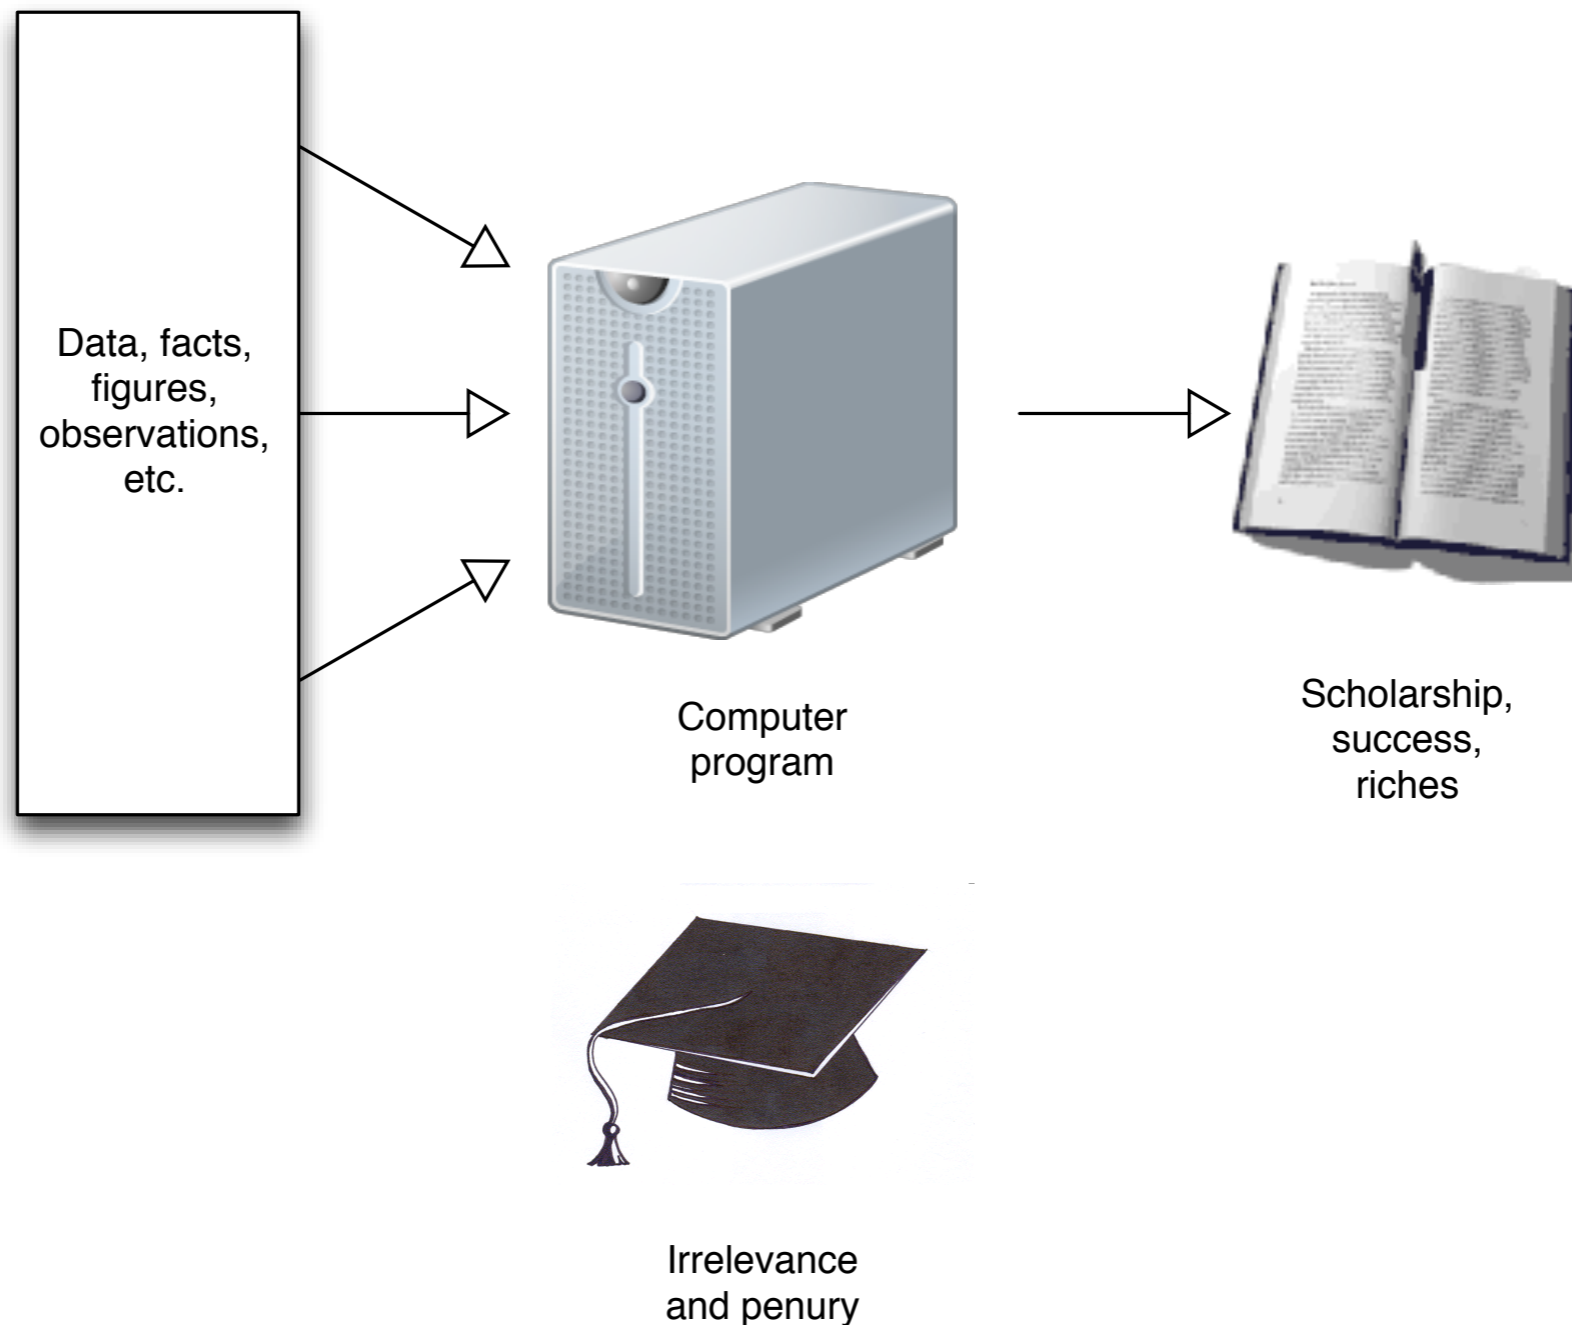 Data, facts,
figures,
observations,
etc.
Computer
program
Scholarship,
success,
riches
Irrelevance
and penury